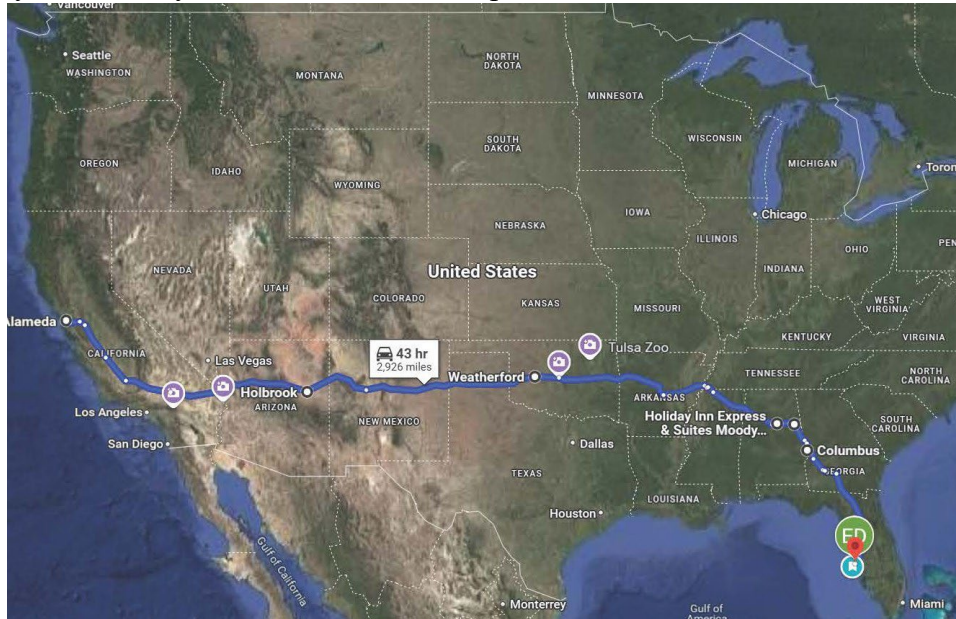 Vancouver
Seattle
WASHINGTON
NORTH
DAKOTA
MONTANA
MINNESOTA
SOUTH
DAKOTA
WISCONSIN
MICHIGAN
Toron
OREGON
IDAHO
WYOMING
Chicago
IOWA
NEBRASKA
ILLINOIS
OHIO
PEN
INDIANA
NEVADA
United States
UTAH
COLORADO
KANSAS
MISSOURI
WEST
VIRGINIA
Alameda
KENTUCKY
VIRGINIA
CALIFORNIA
43 hr
2,926 miles
Tulsa Zoo
Las Vegas
Weatherford
TENNESSEE
NORTH
CAROLINA
Holbrook
ARIZONA
ARKANSAS
Los Angeles
NEW MEXICO
Holiday Inn Express
& Suites Moody...
SOUTH
CAROLINA
San Diego
Dallas
Columbus
GEORGIA
TEXAS
LOUISIANA
Houston
ED
Gulf of California
Monterrey
Gulf of
America
Miami